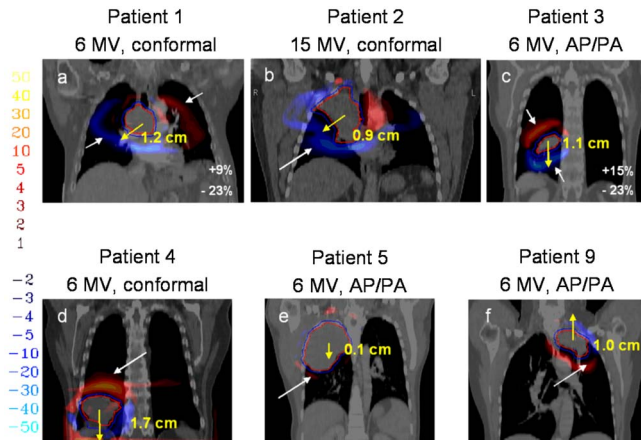 Patient 1
6 MV, conformal
Patient 2
15 MV, conformal
Patient 3
6 MV, AP/PA
50
40
30
20
10
5
4
3
2
1
-2
-3
-4
-5
-10
-20
-30
-40
-50
a
1.2 cm
+9%
- 23%
b
R
L
0.9 cm
c
1.1 cm
+15%
- 23%
Patient 4
6 MV, conformal
Patient 5
6 MV, AP/PA
Patient 9
6 MV, AP/PA
d
1.7 cm
e
0.1 cm
f
1.0 cm